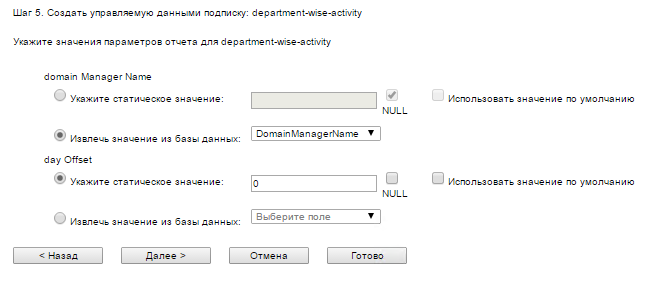 Шаг 5. Создать управляемую данными подписку: department-wise-activity
Укажите значения параметров отчета для department-wise-activity
domain Manager Name
Укажите статическое значение: Использовать значение по умолчанию
NULL
Извлечь значение из базы данных: DomainManagerName
day Offset
Укажите статическое значение: 0 Использовать значение по умолчанию
NULL
Извлечь значение из базы данных: Выберите поле
< Назад Далее > Отмена Готово